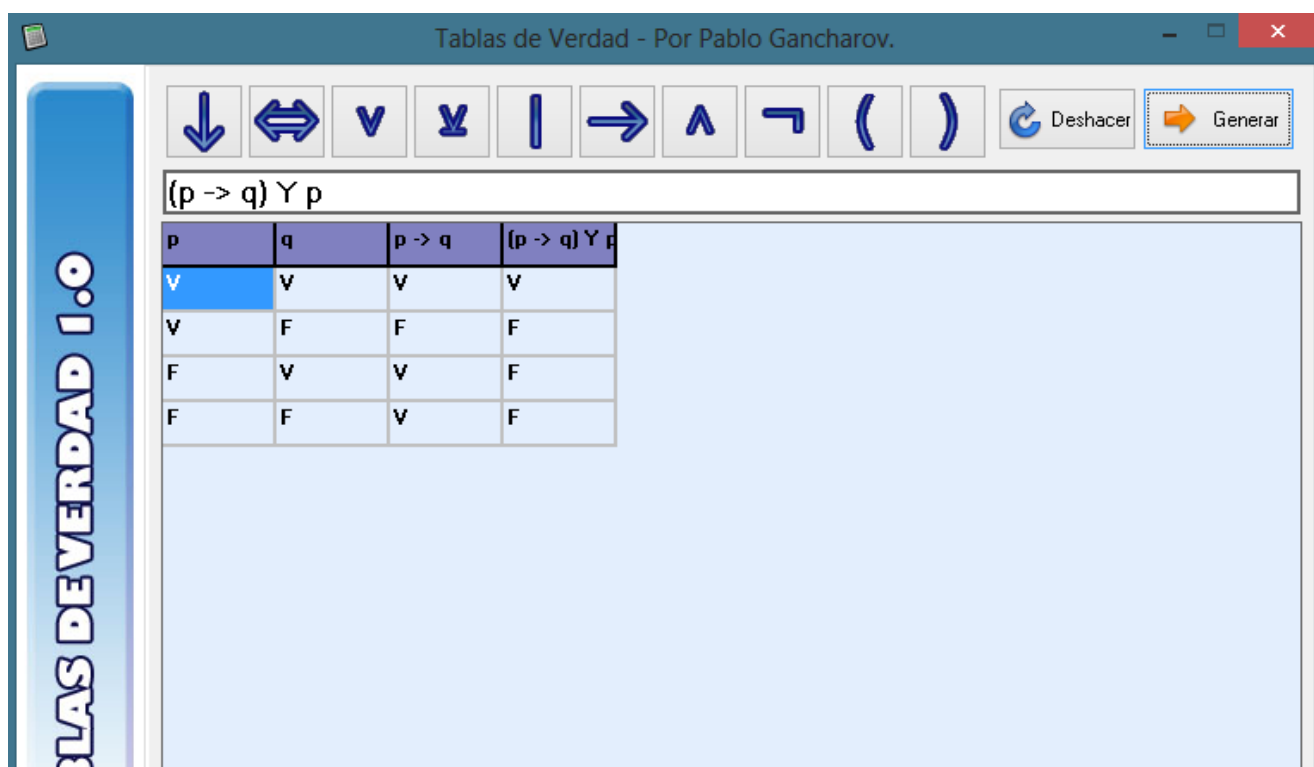 Tablas de Verdad - Por Pablo Gancharov.
↓ ⇔ v v | → ʌ ¬ ( ) Deshacer Generar
(p -> q) Y p
p q p -> q (p -> q) Y p
V V V V
V F F F
F V V F
F F V F
BLAS DE VERDAD 1.0